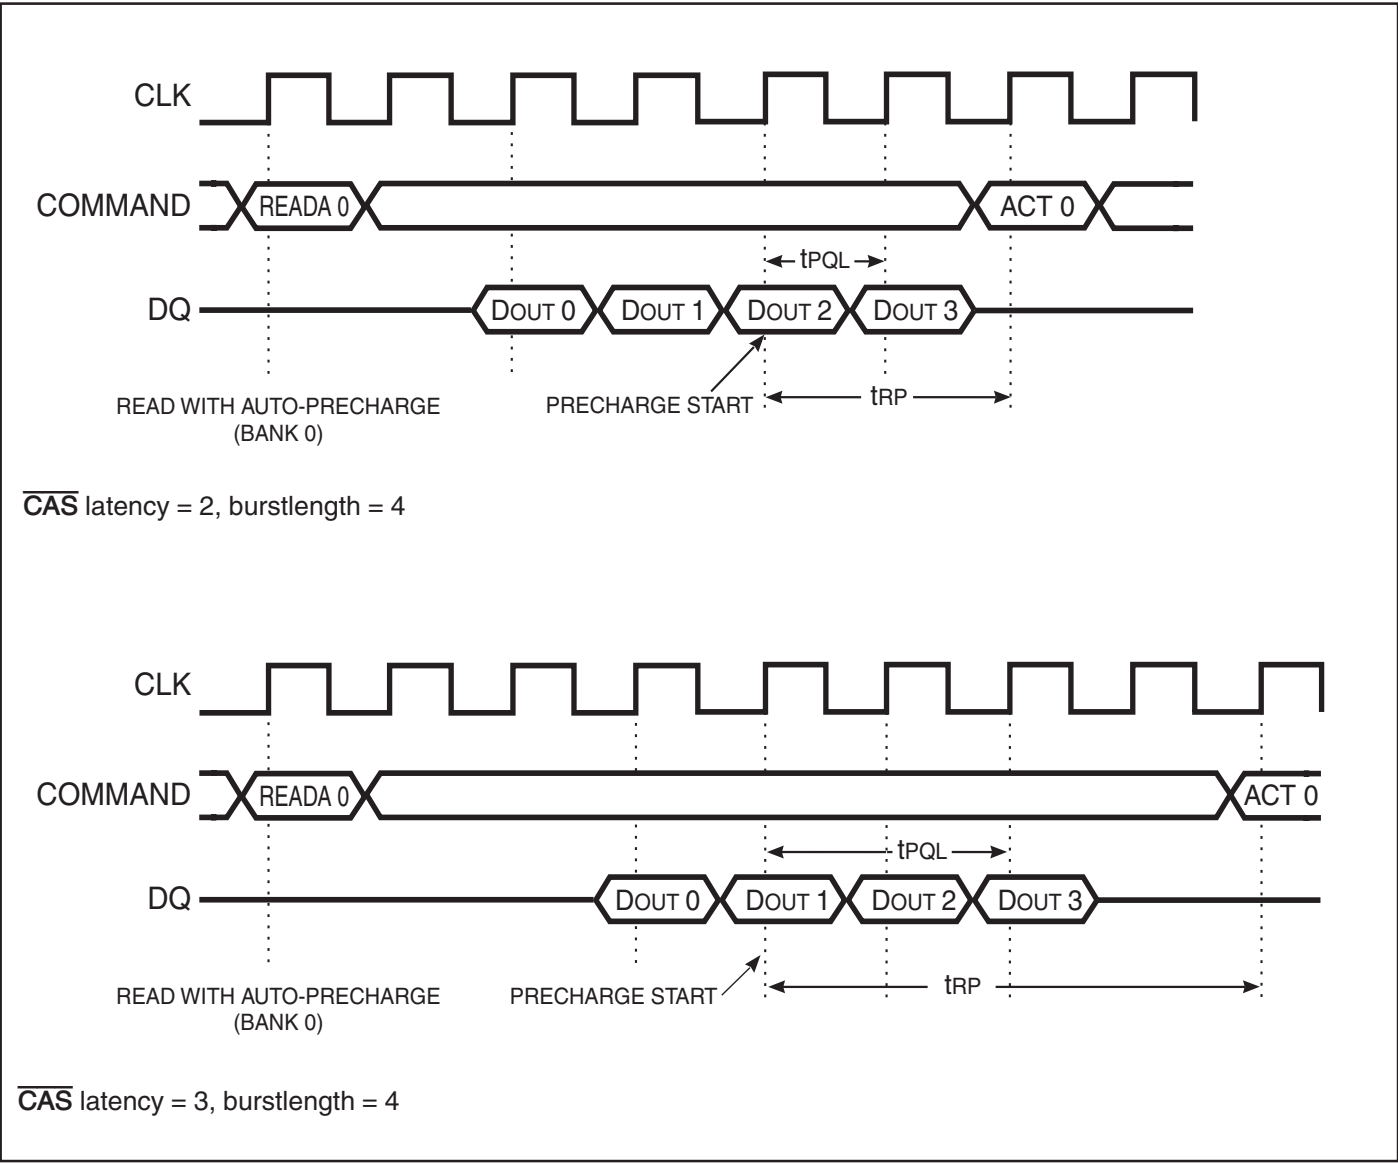 CLK
COMMAND
READA 0
ACT 0
tPQL
DQ
DOUT 0
DOUT 1
DOUT 2
DOUT 3
READ WITH AUTO-PRECHARGE
(BANK 0)
PRECHARGE START
tRP
CAS latency = 2, burstlength = 4
CLK
COMMAND
READA 0
ACT 0
tPQL
DQ
DOUT 0
DOUT 1
DOUT 2
DOUT 3
READ WITH AUTO-PRECHARGE
(BANK 0)
PRECHARGE START
tRP
CAS latency = 3, burstlength = 4